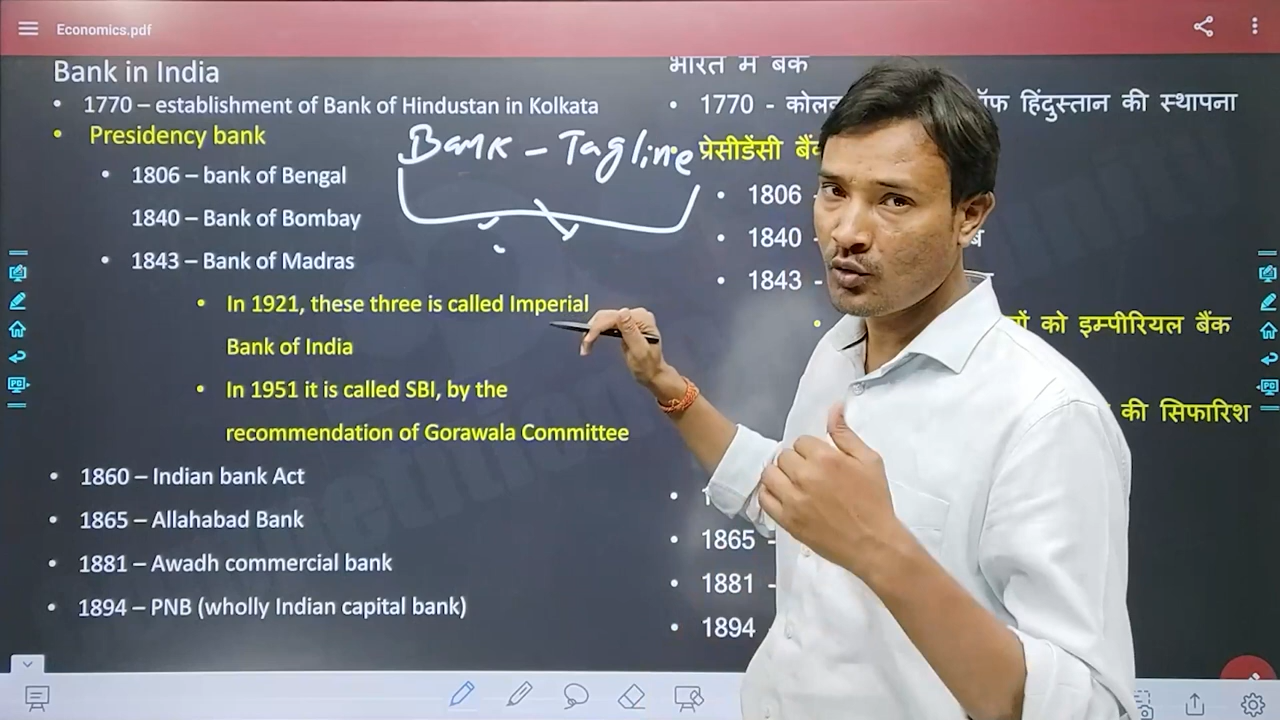 Economics.pdf
Bank in India
• 1770 – establishment of Bank of Hindustan in Kolkata
• Presidency bank
Bank - Tagline
• 1806 – bank of Bengal
1840 – Bank of Bombay
• 1843 – Bank of Madras
• In 1921, these three is called Imperial
Bank of India
• In 1951 it is called SBI, by the
recommendation of Gorawala Committee
• 1860 – Indian bank Act
• 1865 – Allahabad Bank
• 1881 – Awadh commercial bank
• 1894 – PNB (wholly Indian capital bank)
भारत में बैंक
• 1770 - हिंदुस्तान की स्थापना
प्रेसीडेंसी बैंक
• 1806 -
• 1840 -
• 1843 -
को इम्पीरियल बैंक
की सिफारिश
• 1865 -
• 1881 -
• 1894 -